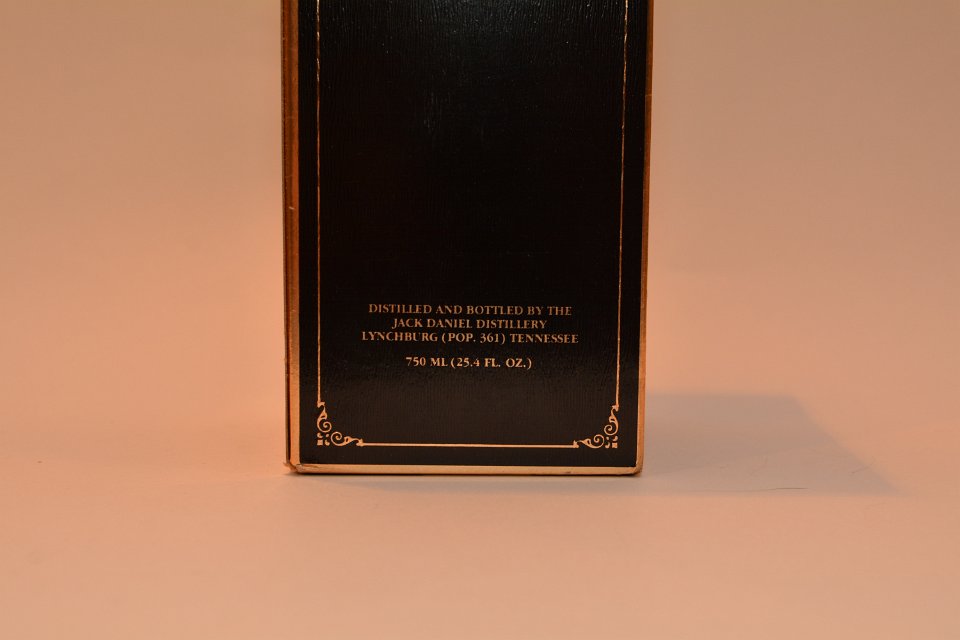 DISTILLED AND BOTTLED BY THE
JACK DANIEL DISTILLERY
LYNCHBURG (POP. 361) TENNESSEE
750 ML (25.4 FL. OZ.)